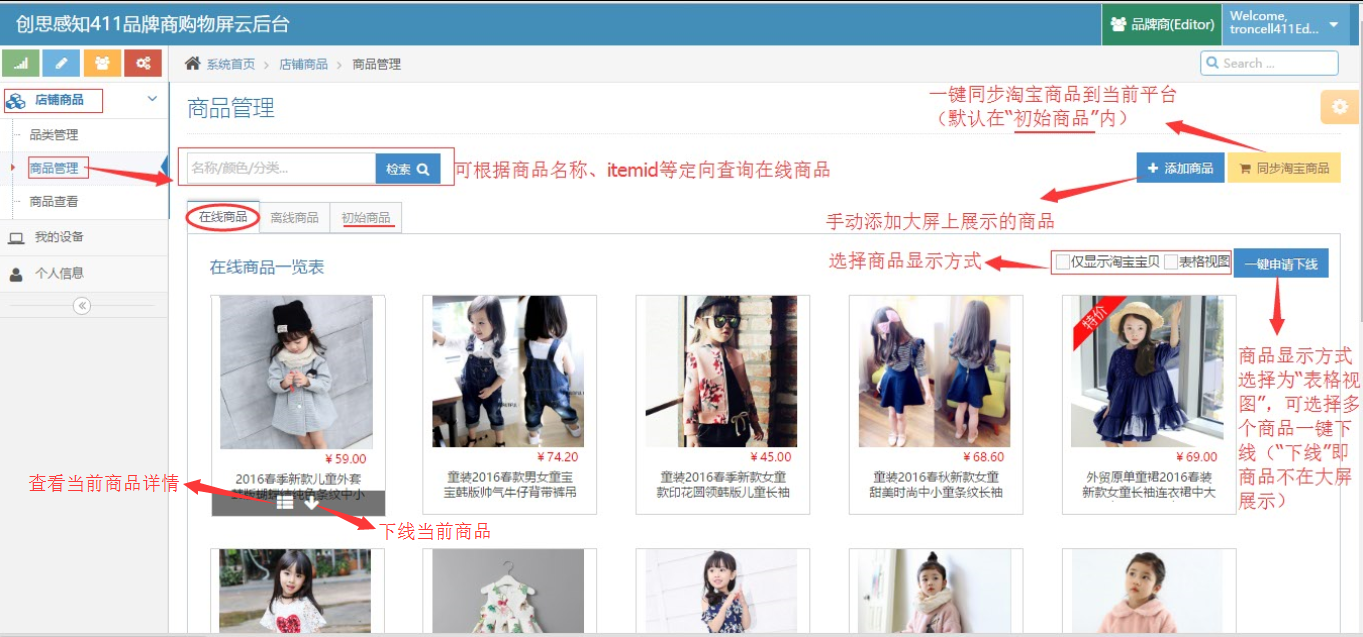 创思感知411品牌商购物屏云后台
品牌商(Editor)
Welcome,
troncell411Ed...
系统首页 > 店铺商品 > 商品管理
Search ...
店铺商品
品类管理
商品管理
商品查看
我的设备
个人信息
商品管理
一键同步淘宝商品到当前平台
（默认在“初始商品”内）
名称/颜色/分类...
检索
可根据商品名称、itemid等定向查询在线商品
添加商品
同步淘宝商品
在线商品
离线商品
初始商品
手动添加大屏上展示的商品
在线商品一览表
选择商品显示方式
仅显示淘宝宝贝
表格视图
一键申请下线
特价
¥ 59.00
2016春季新款儿童外套
¥ 74.20
童装2016春款男女童宝
宝韩版帅气牛仔背带裤吊
¥ 45.00
童装2016春季新款女童
款印花圆领韩版儿童长袖
¥ 68.60
童装2016春秋新款女童
甜美时尚中小童条纹长袖
¥ 69.00
外贸原单童裙2016春装
新款女童长袖连衣裙中大
商品显示方式
选择为“表格视
图”，可选择多
个商品一键下
线（“下线”即
商品不在大屏
展示）
查看当前商品详情
下线当前商品